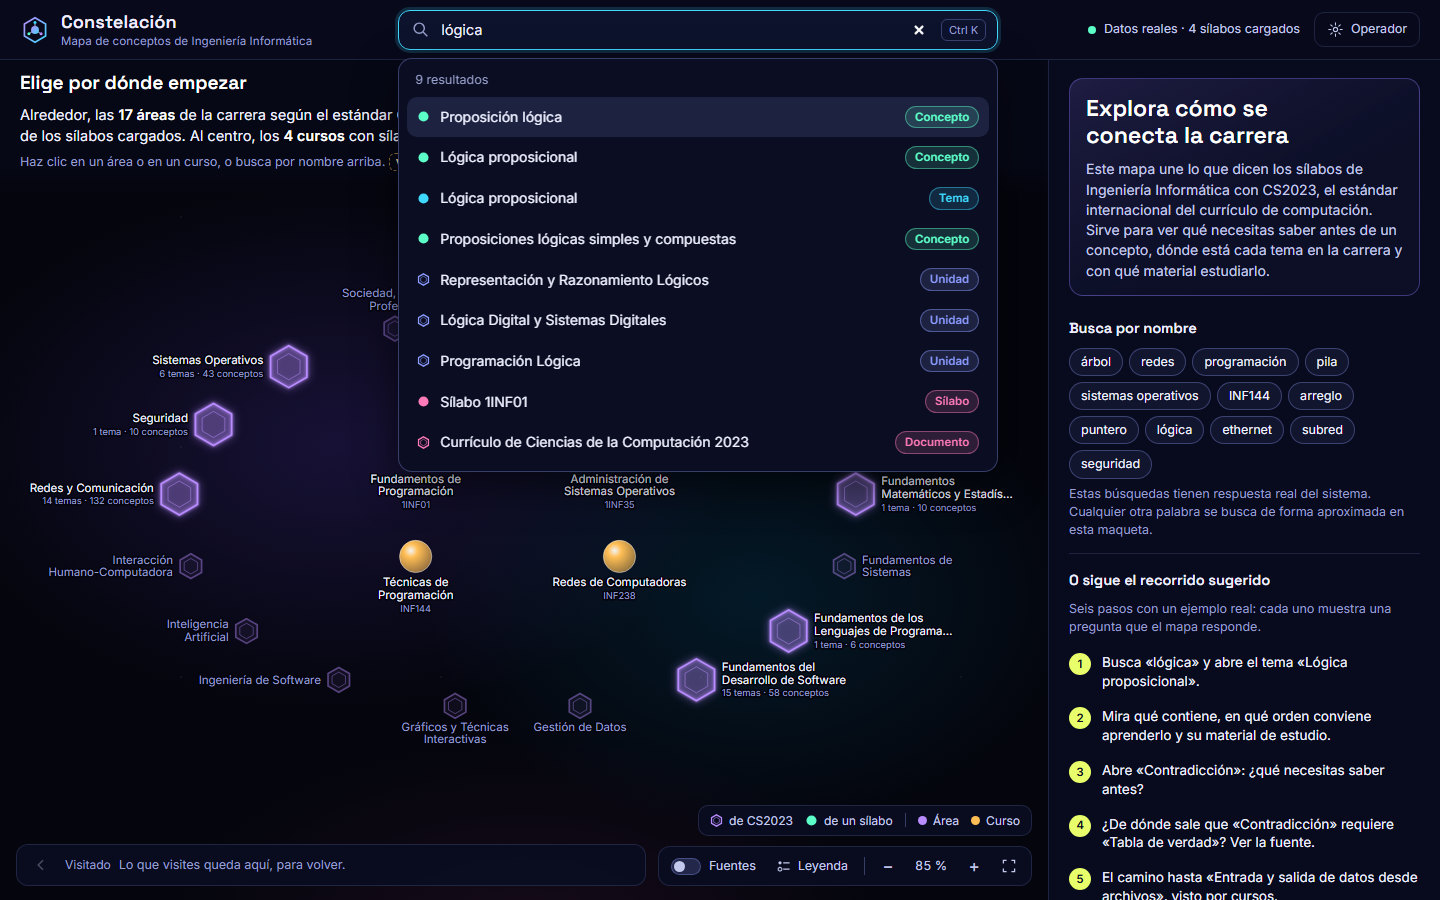 Constelación
Mapa de conceptos de Ingeniería Informática
lógica
Ctrl K
Datos reales · 4 sílabos cargados
Operador
Elige por dónde empezar
Alrededor, las 17 áreas de la carrera según el estándar
de los sílabos cargados. Al centro, los 4 cursos con
Haz clic en un área o en un curso, o busca por nombre arriba.
9 resultados
Proposición lógica
Concepto
Lógica proposicional
Concepto
Lógica proposicional
Tema
Proposiciones lógicas simples y compuestas
Concepto
Representación y Razonamiento Lógicos
Unidad
Lógica Digital y Sistemas Digitales
Unidad
Programación Lógica
Unidad
Sílabo 1INF01
Sílabo
Currículo de Ciencias de la Computación 2023
Documento
Sociedad,
Sistemas Operativos
6 temas · 43 conceptos
Seguridad
1 tema · 10 conceptos
Redes y Comunicación
14 temas · 132 conceptos
Interacción
Humano-Computadora
Inteligencia
Artificial
Ingeniería de Software
Gráficos y Técnicas
Interactivas
Gestión de Datos
Fundamentos del
Desarrollo de Software
15 temas · 58 conceptos
Fundamentos de los
Lenguajes de Programa...
1 tema · 6 conceptos
Fundamentos de
Sistemas
Fundamentos
Matemáticos y Estadís...
1 tema · 10 conceptos
Fundamentos de
Programación
1INF01
Administración de
Sistemas Operativos
1INF35
Técnicas de
Programación
INF144
Redes de Computadoras
INF238
de CS2023
de un sílabo
Área
Curso
Visitado Lo que visites queda aquí, para volver.
Fuentes
Leyenda
− 85 % +
Explora cómo se
conecta la carrera
Este mapa une lo que dicen los sílabos de
Ingeniería Informática con CS2023, el estándar
internacional del currículo de computación.
Sirve para ver qué necesitas saber antes de un
concepto, dónde está cada tema en la carrera y
con qué material estudiarlo.
Busca por nombre
árbol redes programación pila
sistemas operativos INF144 arreglo
puntero lógica ethernet subred
seguridad
Estas búsquedas tienen respuesta real del sistema.
Cualquier otra palabra se busca de forma aproximada en
esta maqueta.
O sigue el recorrido sugerido
Seis pasos con un ejemplo real: cada uno muestra una
pregunta que el mapa responde.
1 Busca «lógica» y abre el tema «Lógica
proposicional».
2 Mira qué contiene, en qué orden conviene
aprenderlo y su material de estudio.
3 Abre «Contradicción»: ¿qué necesitas saber
antes?
4 ¿De dónde sale que «Contradicción» requiere
«Tabla de verdad»? Ver la fuente.
5 El camino hasta «Entrada y salida de datos desde
archivos», visto por cursos.